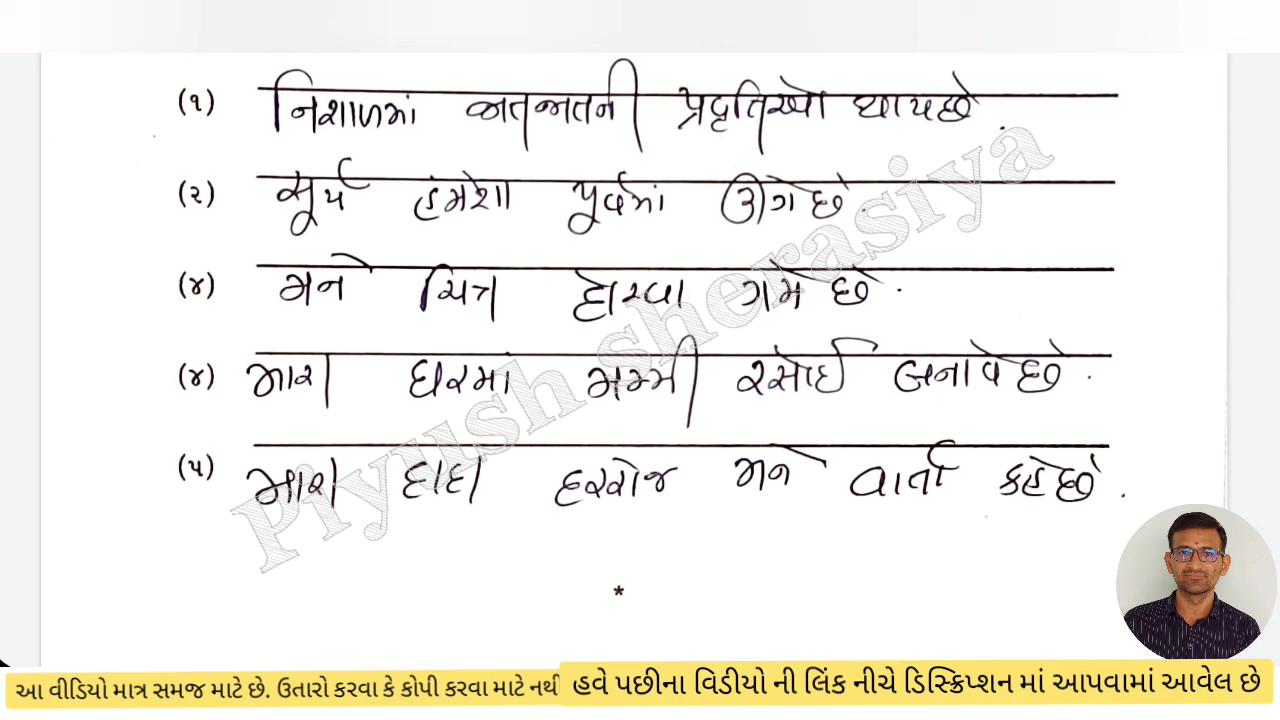 (૧) નિશાળમાં જાતજાતની પ્રવૃતિઓ થાય છે.
(૨) સૂર્ય હંમેશા પૂર્વમાં ઊગે છે.
(૪) મને ચિત્ર દોરવા ગમે છે.
(૪) મારા ઘરમાં મમ્મી રસોઈ બનાવે છે.
(૫) મારા દાદા દરરોજ મને વાર્તા કહે છે.
Piyush sherasiya
*
આ વીડિયો માત્ર સમજ માટે છે. ઉતારો કરવા કે કોપી કરવા માટે નથી
હવે પછીના વિડીયો ની લિંક નીચે ડિસ્ક્રિપ્શન માં આપવામાં આવેલ છે